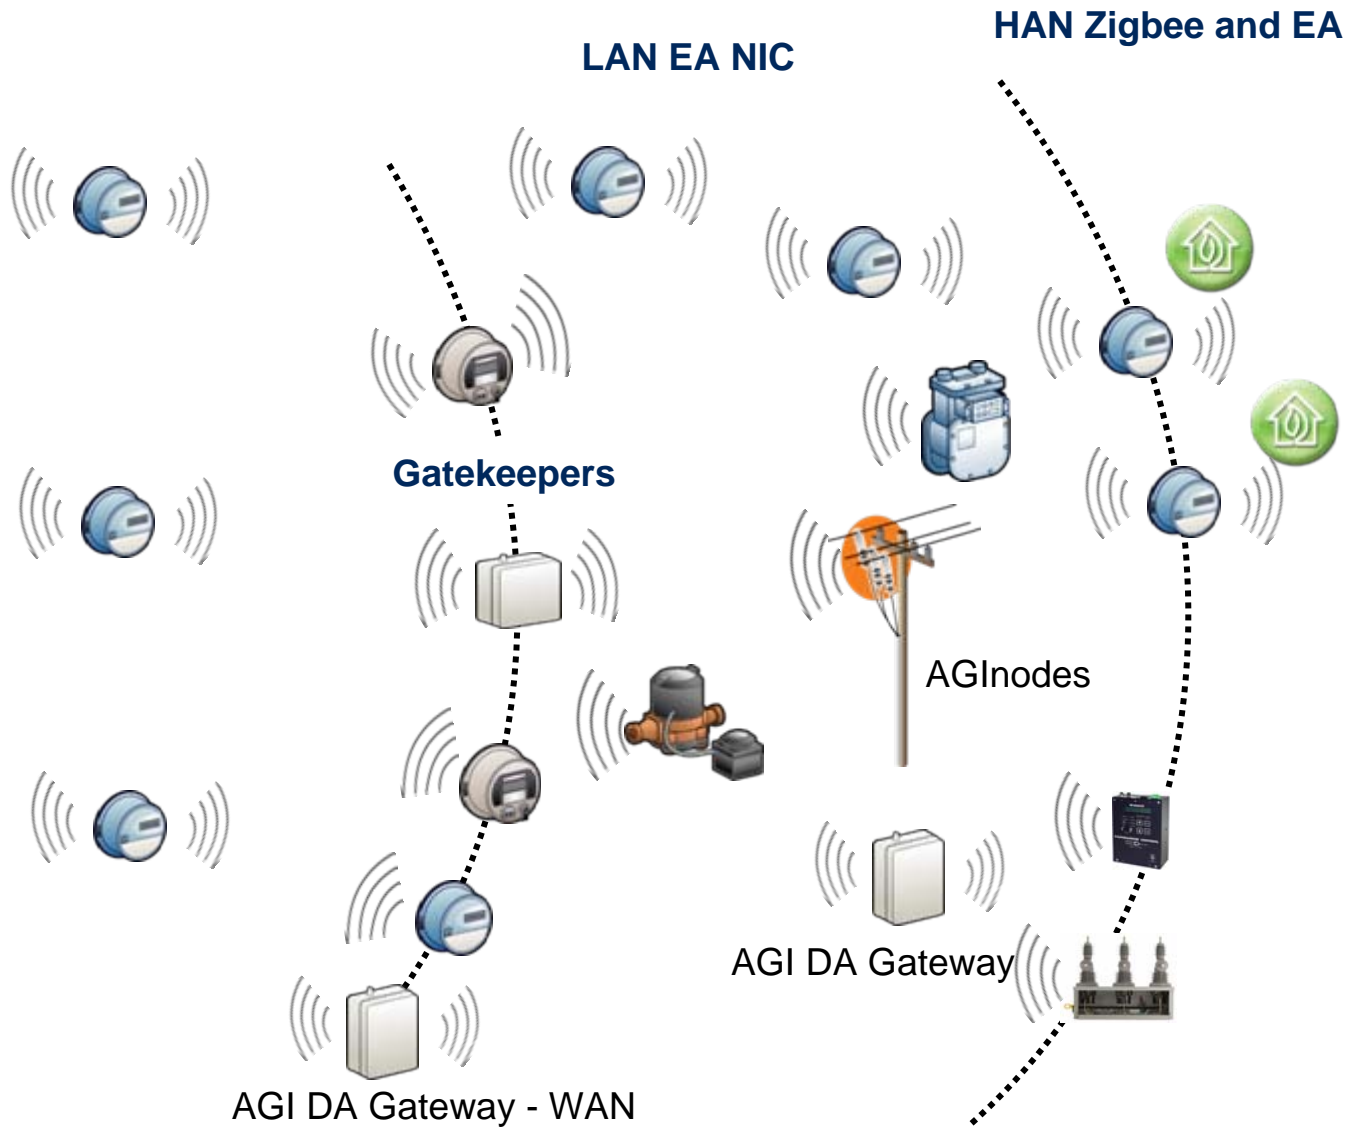 HAN Zigbee and EA
LAN EA NIC
Gatekeepers
AGInodes
AGI DA Gateway
AGI DA Gateway - WAN